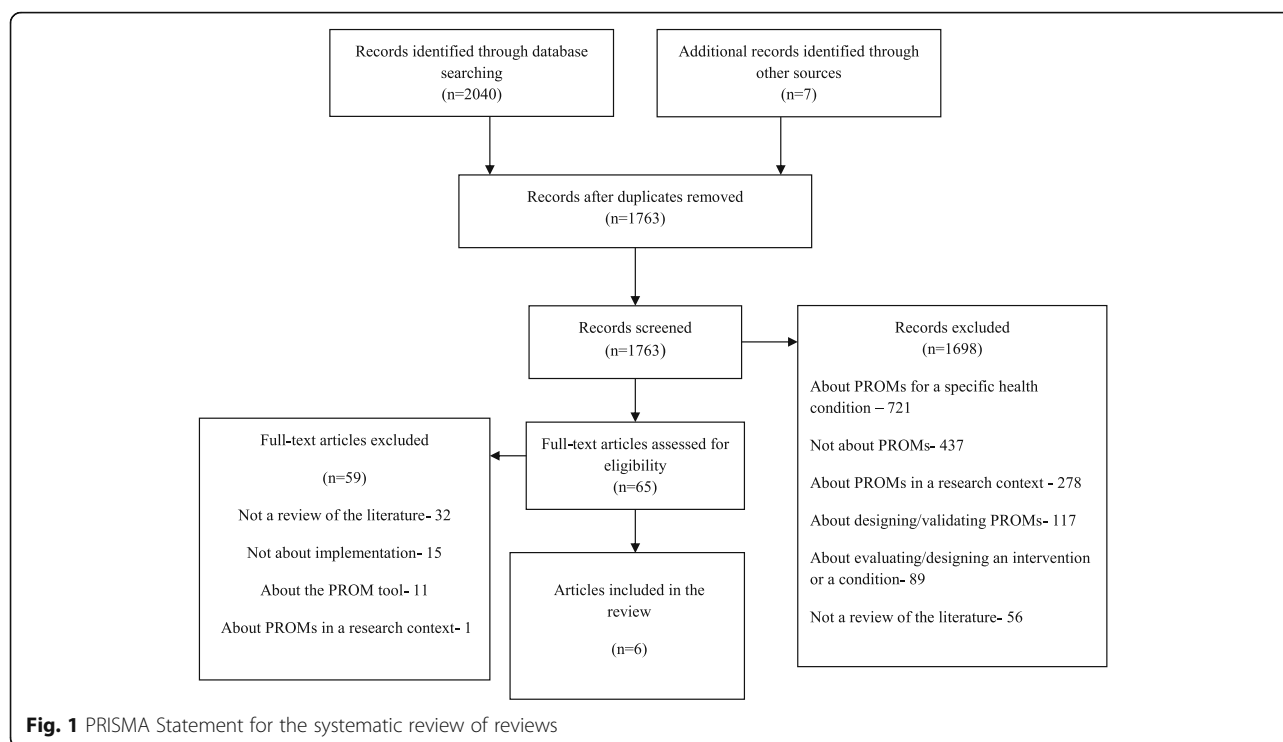 Records identified through database
searching
(n=2040)
Additional records identified through
other sources
(n=7)
Records after duplicates removed
(n=1763)
Records screened
(n=1763)
Records excluded
(n=1698)
About PROMs for a specific health
condition – 721
Not about PROMs- 437
About PROMs in a research context - 278
About designing/validating PROMs- 117
About evaluating/designing an intervention
or a condition- 89
Not a review of the literature- 56
Full-text articles assessed for
eligibility
(n=65)
Full-text articles excluded
(n=59)
Not a review of the literature- 32
Not about implementation- 15
About the PROM tool- 11
About PROMs in a research context- 1
Articles included in the
review
(n=6)
Fig. 1 PRISMA Statement for the systematic review of reviews